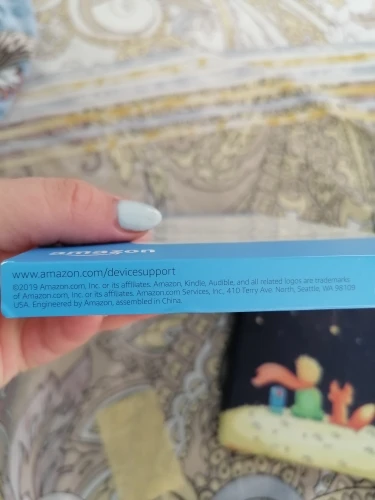 amazon
www.amazon.com/devicesupport
©2019 Amazon.com, Inc. or its affiliates. Amazon, Kindle, Audible, and all related logos are trademarks
of Amazon.com, Inc. or its affiliates. Amazon.com Services, Inc., 410 Terry Ave. North, Seattle, WA 98109
USA. Engineered by Amazon, assembled in China.